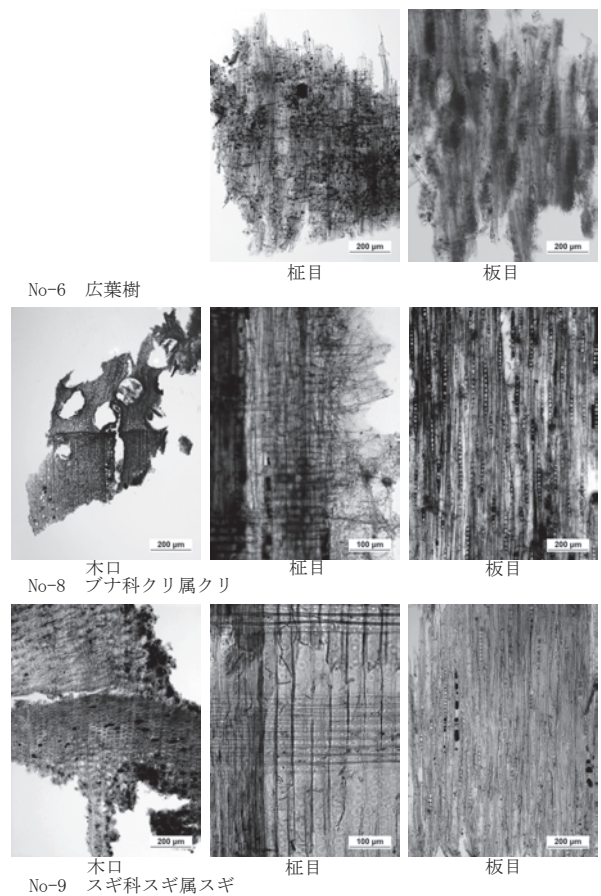 200 μm 200 μm
柾目 板目
No-6 広葉樹
200 μm 100 μm 200 μm
木口 柾目 板目
No-8 ブナ科クリ属クリ
200 μm 100 μm 200 μm
木口 柾目 板目
No-9 スギ科スギ属スギ